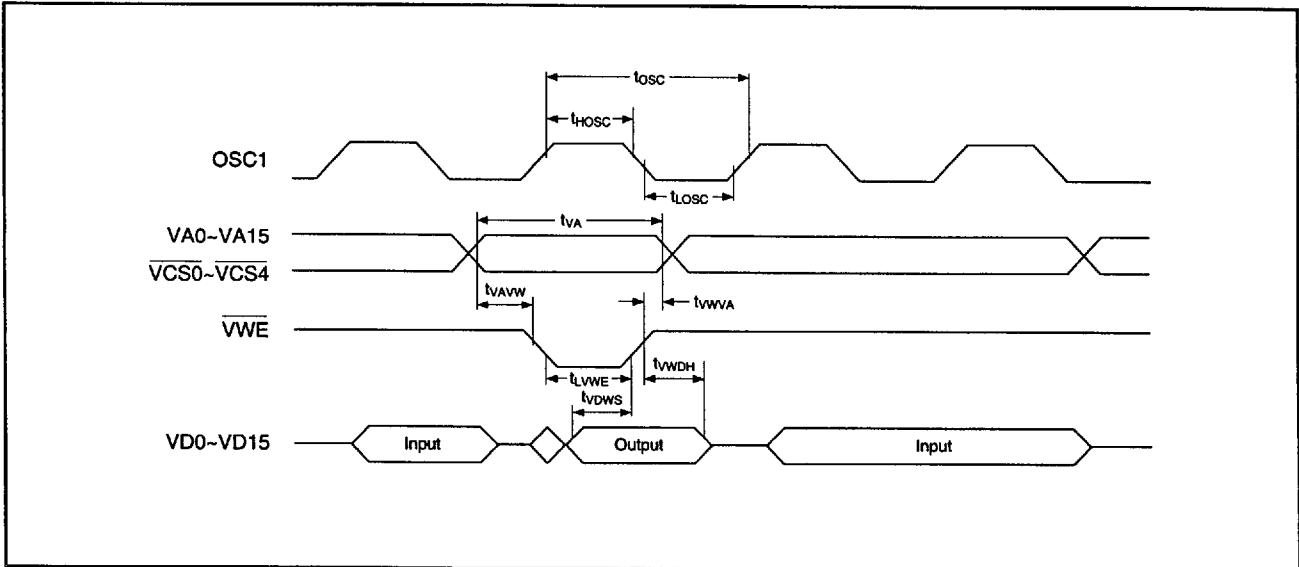 tOSC
tHOSC
OSC1
tLOSC
tVA
VA0~VA15
VCS0~VCS4
tVAVW
tVWVA
VWE
tVWDH
tLVWE
tVDWS
VD0~VD15 Input Output Input